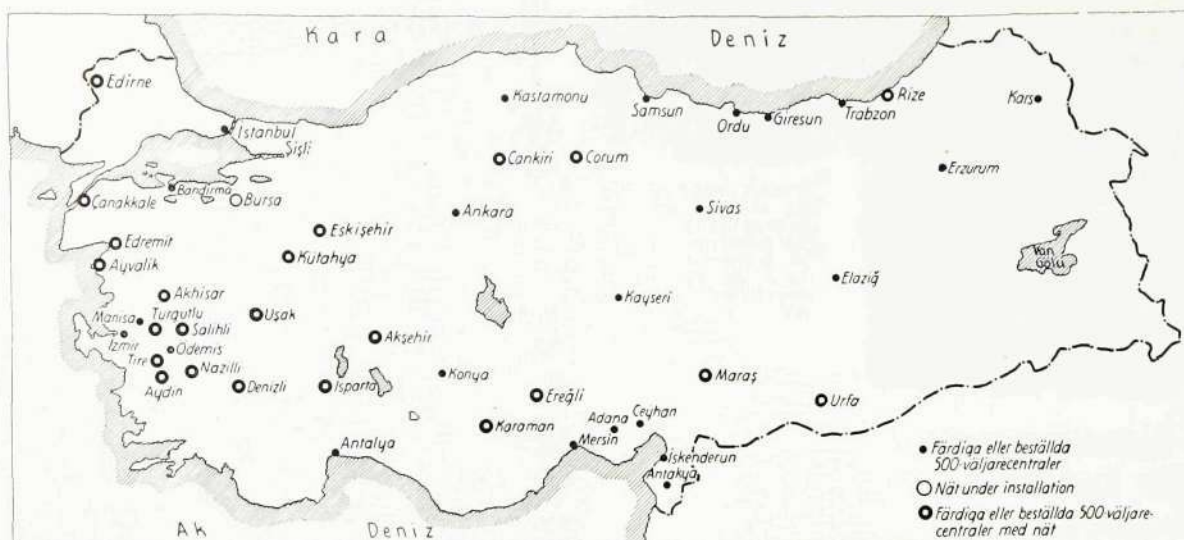 Kara Deniz
Edirne
Kastamonu
Samsun
Ordu
Giresun
Trabzon
Rize
Kars
Istanbul
Şişli
Cankiri
Corum
Erzurum
Bandirma
Çanakkale
Bursa
Ankara
Sivas
Eskişehir
Edremit
Kutahya
Ayvalik
Van
Gölü
Elaziğ
Akhisar
Kayseri
Manisa
Turgutlu
Uşak
Salihli
Izmir
Akşehir
Odemis
Tire
Nazilli
Konya
Maraş
Aydin
Denizli
Isparta
Ereğli
Urfa
Karaman
Adana
Ceyhan
Mersin
Antalya
Iskenderun
Antakya
Färdiga eller beställda
500-väljarecentraler
Nät under installation
Färdiga eller beställda 500-väljare-
centraler med nät
Ak Deniz